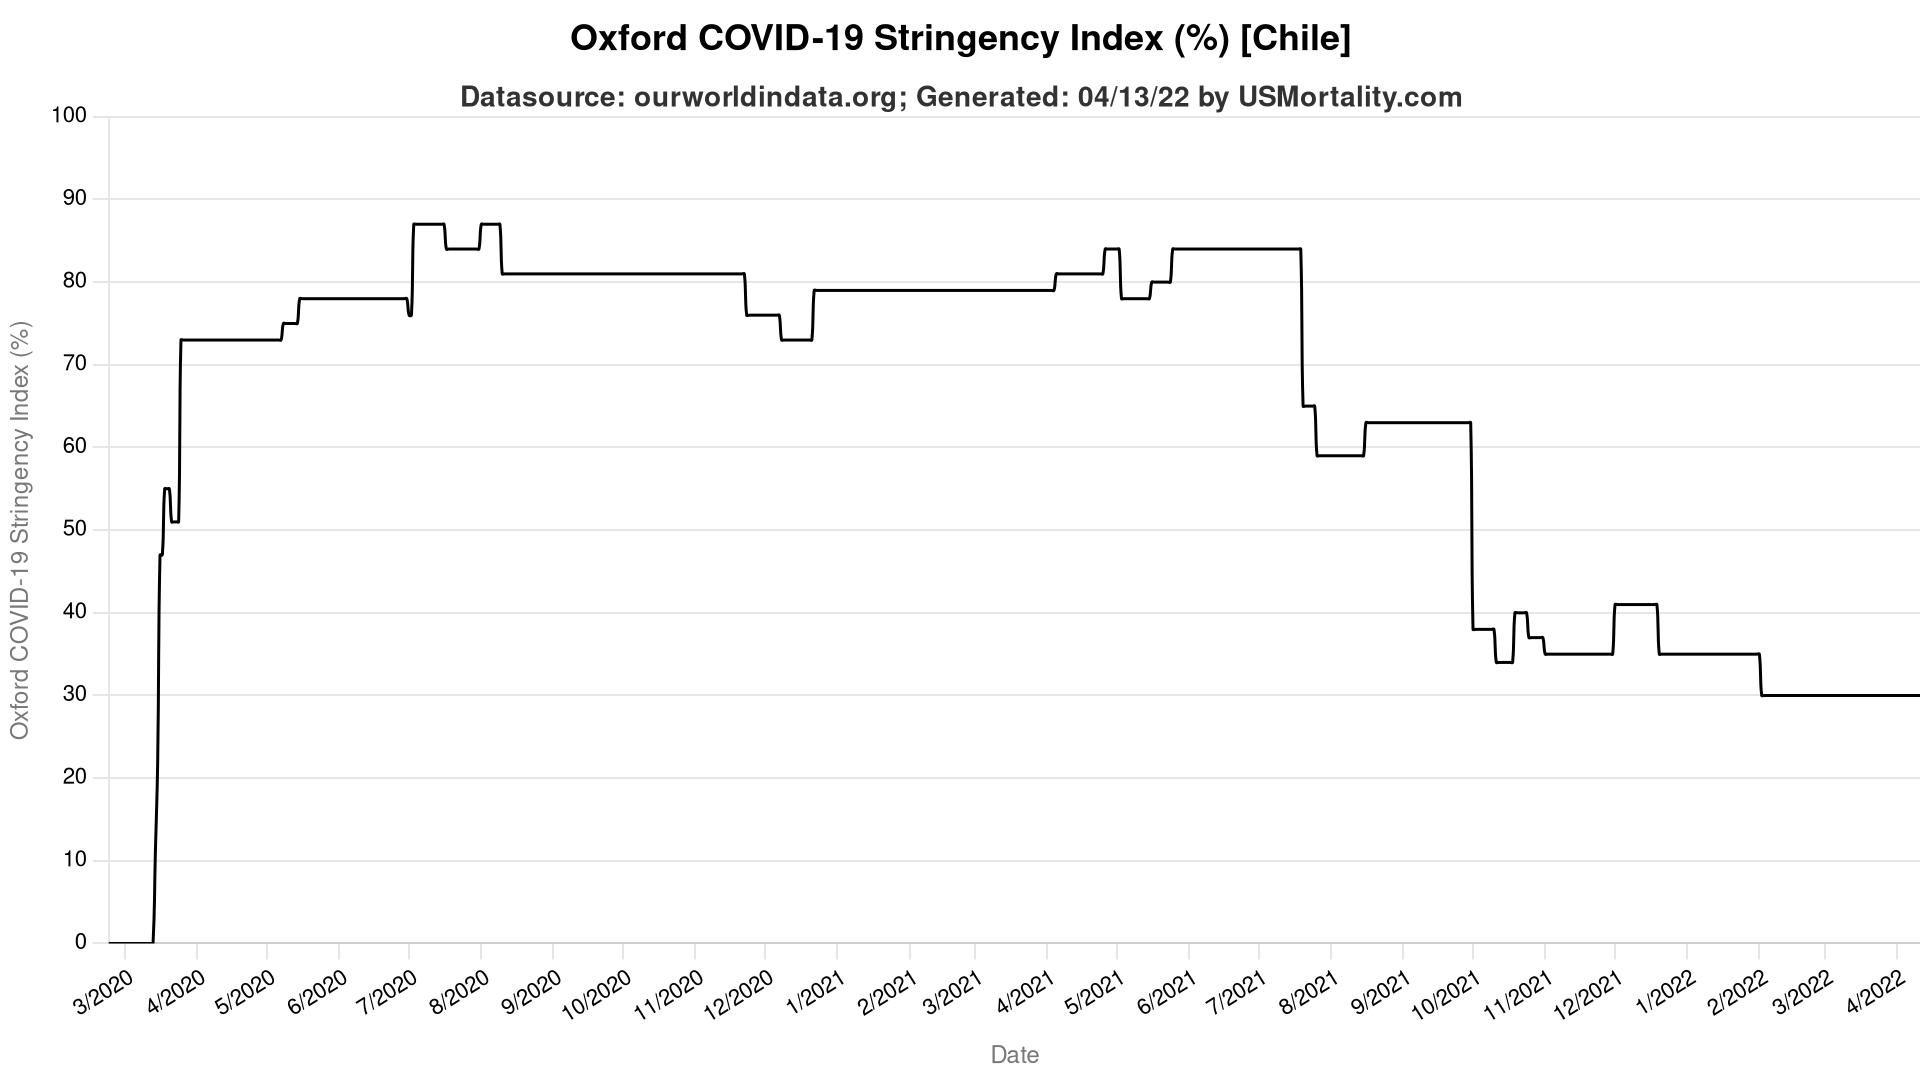 Oxford COVID-19 Stringency Index (%) [Chile]
Datasource: ourworldindata.org; Generated: 04/13/22 by USMortality.com
100
90
80
70
60
50
40
30
20
10
0
Oxford COVID-19 Stringency Index (%)
3/2020 4/2020 5/2020 6/2020 7/2020 8/2020 9/2020 10/2020 11/2020 12/2020 1/2021 2/2021 3/2021 4/2021 5/2021 6/2021 7/2021 8/2021 9/2021 10/2021 11/2021 12/2021 1/2022 2/2022 3/2022 4/2022
Date